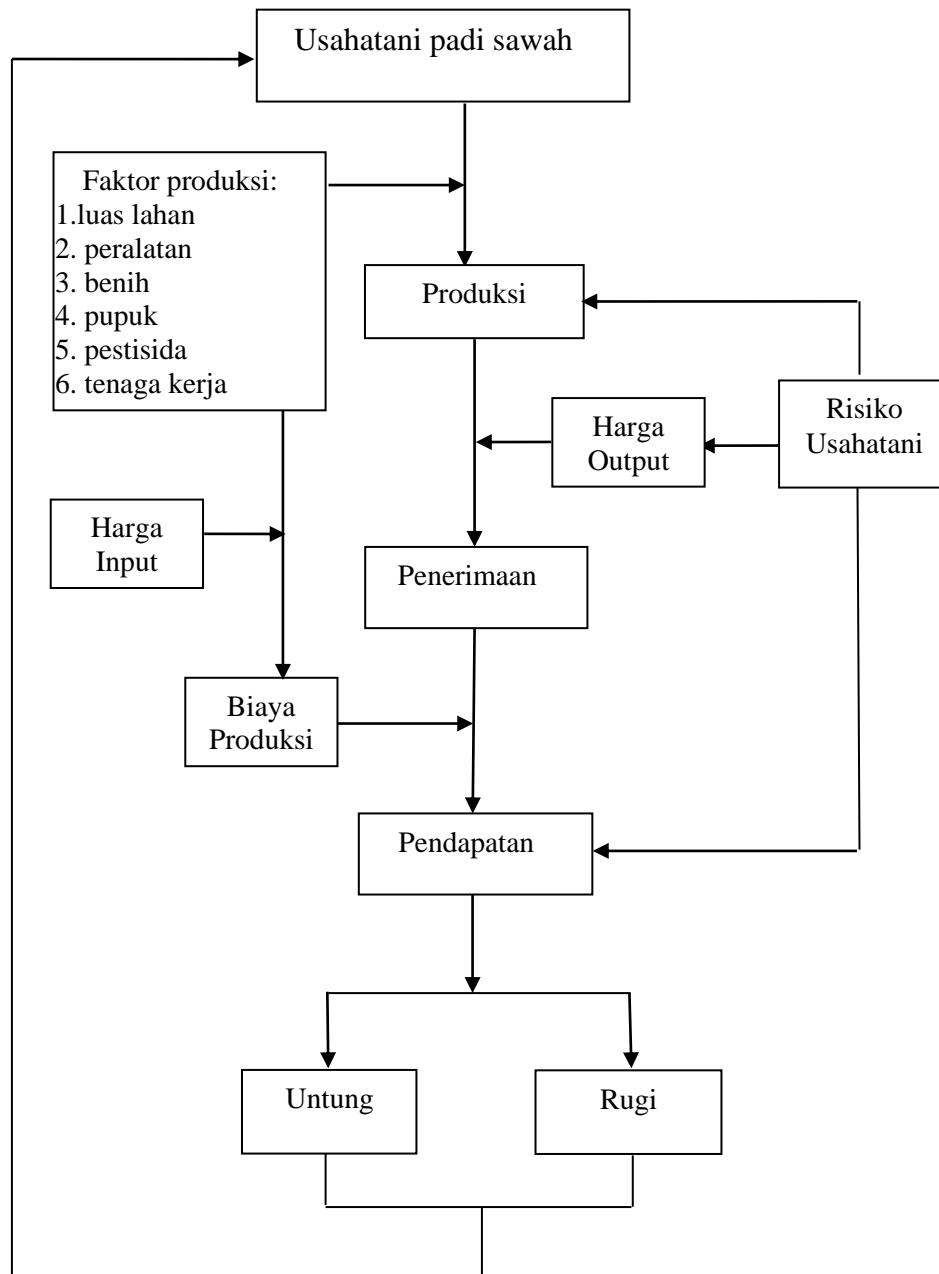 Usahatani padi sawah
Faktor produksi:
1.luas lahan
2. peralatan
3. benih
4. pupuk
5. pestisida
6. tenaga kerja
Produksi
Harga
Output
Risiko
Usahatani
Harga
Input
Penerimaan
Biaya
Produksi
Pendapatan
Untung
Rugi